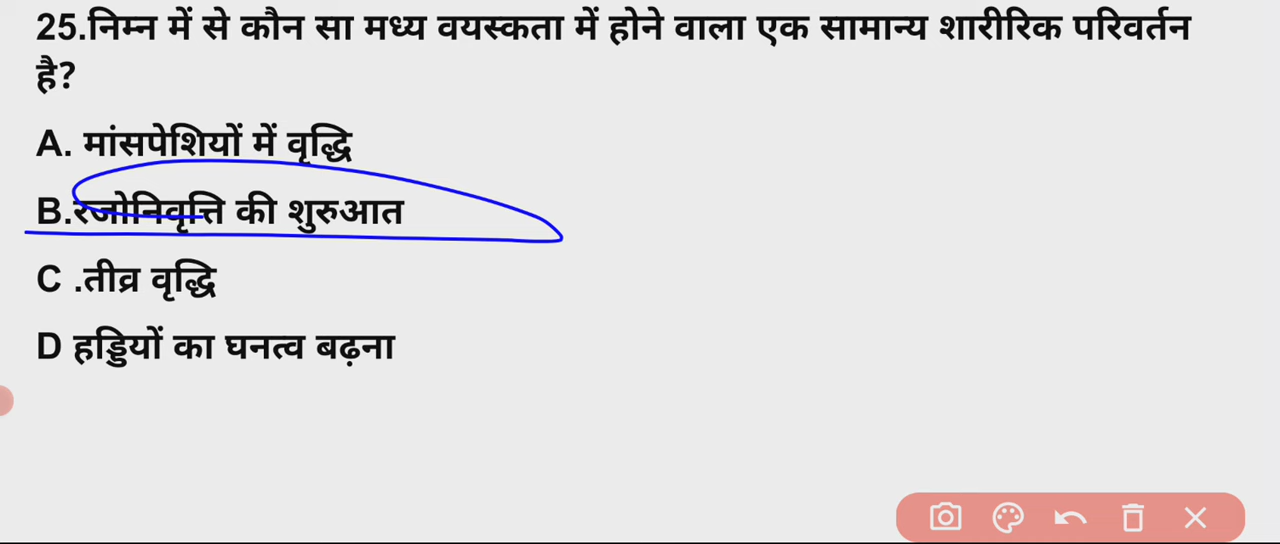 25.निम्न में से कौन सा मध्य वयस्कता में होने वाला एक सामान्य शारीरिक परिवर्तन
है?
A. मांसपेशियों में वृद्धि
B.रजोनिवृत्ति की शुरुआत
C .तीव्र वृद्धि
D हड्डियों का घनत्व बढ़ना